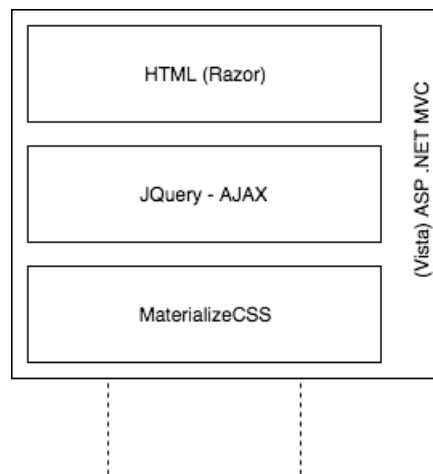 HTML (Razor)
JQuery - AJAX
MaterializeCSS
(Vista) ASP .NET MVC